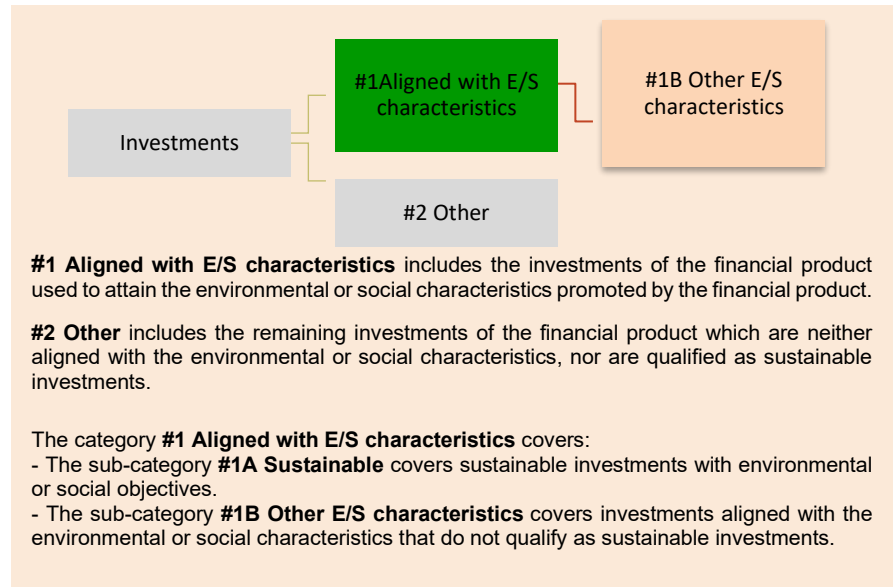 #1Aligned with E/S
characteristics
#1B Other E/S
characteristics
Investments
#2 Other
#1 Aligned with E/S characteristics includes the investments of the financial product
used to attain the environmental or social characteristics promoted by the financial product.
#2 Other includes the remaining investments of the financial product which are neither
aligned with the environmental or social characteristics, nor are qualified as sustainable
investments.
The category #1 Aligned with E/S characteristics covers:
- The sub-category #1A Sustainable covers sustainable investments with environmental
or social objectives.
- The sub-category #1B Other E/S characteristics covers investments aligned with the
environmental or social characteristics that do not qualify as sustainable investments.